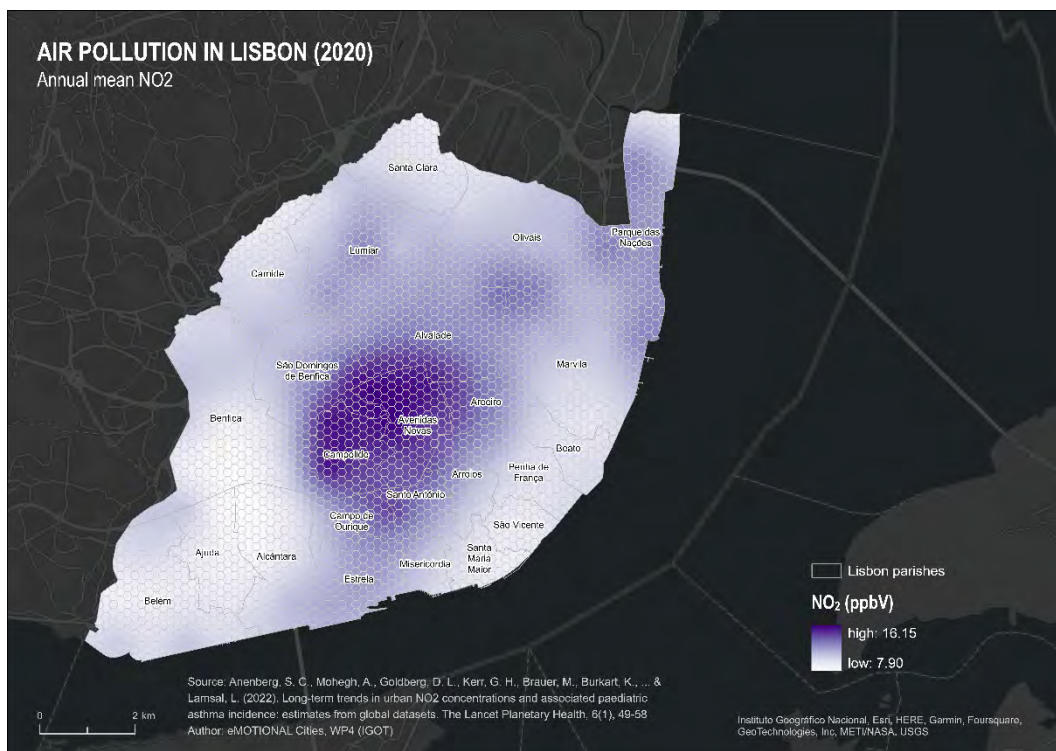 AIR POLLUTION IN LISBON (2020)
Annual mean NO2
Santa Clara
Lumiar
Olivais
Parque das
Nações
Carnide
Alvalade
São Domingos
de Benfica
Marvila
Areeiro
Benfica
Avenidas
Novas
Campolide
Beato
Arroios
Penha de
França
Santo António
Campo de
Ourique
São Vicente
Santa
Maria
Maior
Ajuda
Alcântara
Misericordia
Estrela
Belém
Lisbon parishes
NO₂ (ppbV)
high: 16.15
low: 7.90
Source: Anenberg, S. C., Mohegh, A., Goldberg, D. L., Kerr, G. H., Brauer, M., Burkart, K., ... &
Lamsal, L. (2022). Long-term trends in urban NO2 concentrations and associated paediatric
asthma incidence: estimates from global datasets. The Lancet Planetary Health, 6(1), 49-58
Author: eMOTIONAL Cities, WP4 (IGOT)
0 2 km
Instituto Geográfico Nacional, Esri, HERE, Garmin, Foursquare,
GeoTechnologies, Inc, METI/NASA, USGS